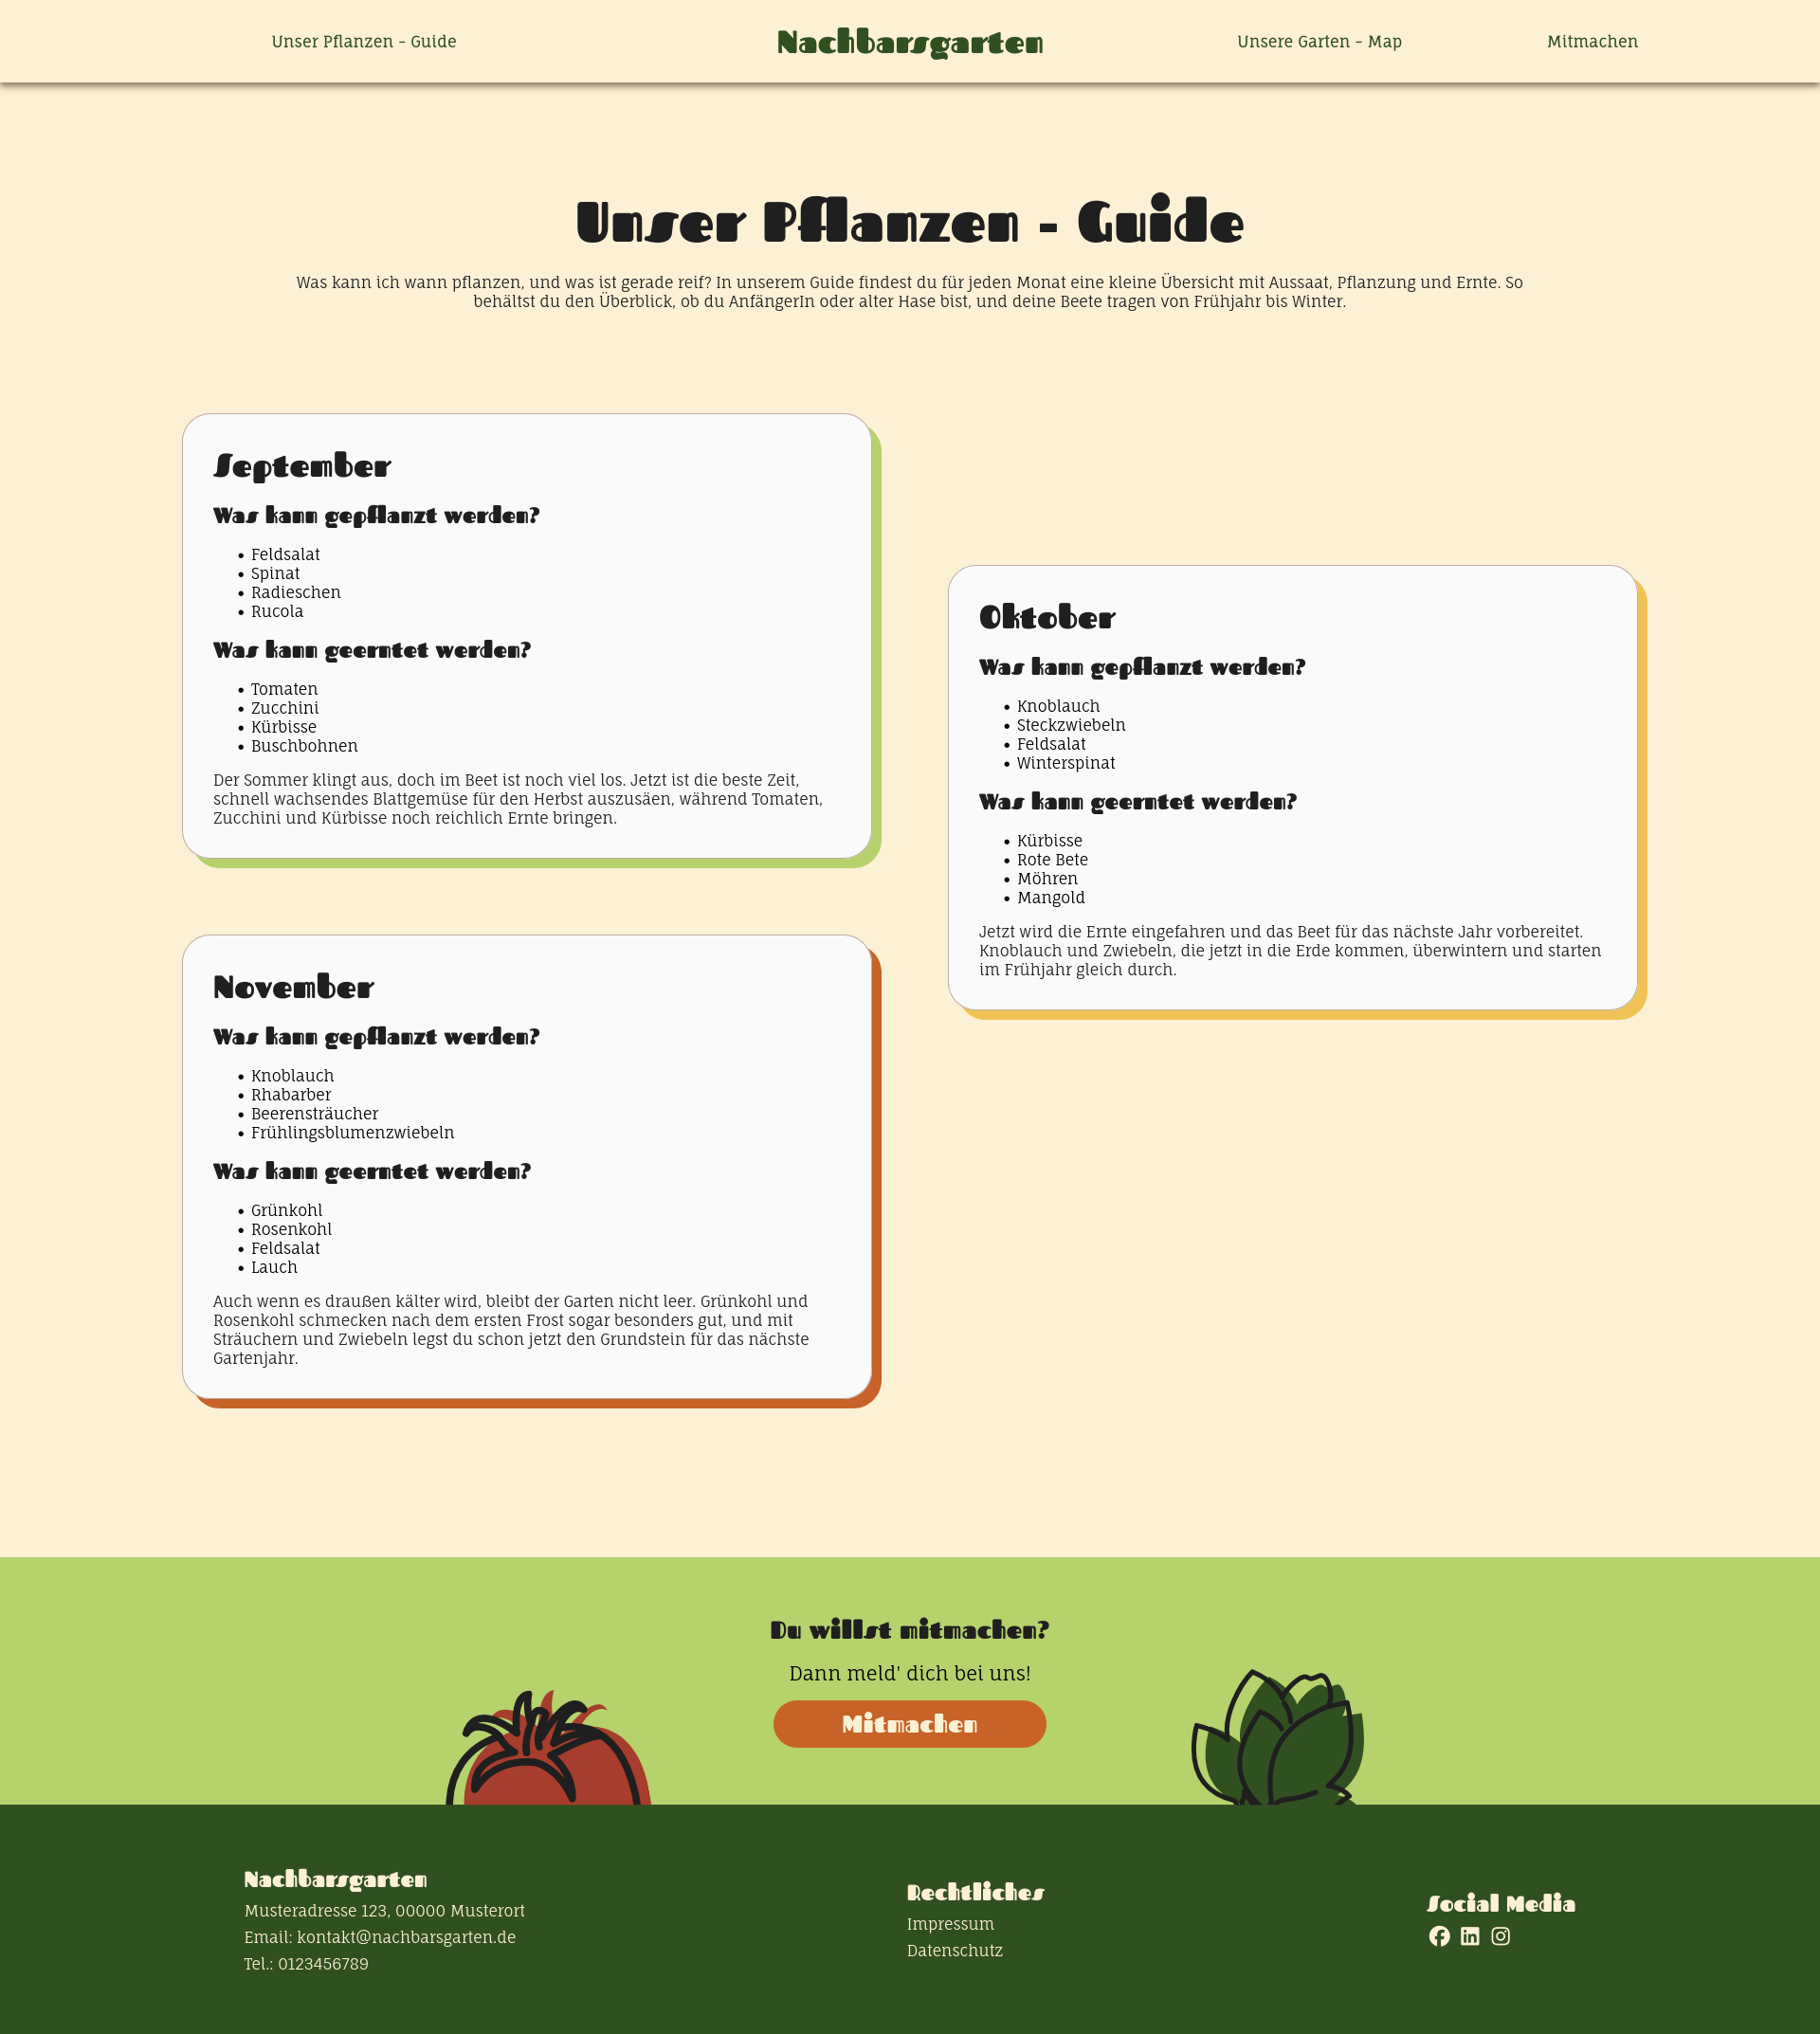 Unser Pflanzen - Guide
Nachbarsgarten
Unsere Garten - Map
Mitmachen
Unser Pflanzen - Guide
Was kann ich wann pflanzen, und was ist gerade reif? In unserem Guide findest du für jeden Monat eine kleine Übersicht mit Aussaat, Pflanzung und Ernte. So
behältst du den Überblick, ob du AnfängerIn oder alter Hase bist, und deine Beete tragen von Frühjahr bis Winter.
September
Was kann gepflanzt werden?
• Feldsalat
• Spinat
• Radieschen
• Rucola
Was kann geerntet werden?
• Tomaten
• Zucchini
• Kürbisse
• Buschbohnen
Der Sommer klingt aus, doch im Beet ist noch viel los. Jetzt ist die beste Zeit,
schnell wachsendes Blattgemüse für den Herbst auszusäen, während Tomaten,
Zucchini und Kürbisse noch reichlich Ernte bringen.
Oktober
Was kann gepflanzt werden?
• Knoblauch
• Steckzwiebeln
• Feldsalat
• Winterspinat
Was kann geerntet werden?
• Kürbisse
• Rote Bete
• Möhren
• Mangold
Jetzt wird die Ernte eingefahren und das Beet für das nächste Jahr vorbereitet.
Knoblauch und Zwiebeln, die jetzt in die Erde kommen, überwintern und starten
im Frühjahr gleich durch.
November
Was kann gepflanzt werden?
• Knoblauch
• Rhabarber
• Beerensträucher
• Frühlingsblumenzwiebeln
Was kann geerntet werden?
• Grünkohl
• Rosenkohl
• Feldsalat
• Lauch
Auch wenn es draußen kälter wird, bleibt der Garten nicht leer. Grünkohl und
Rosenkohl schmecken nach dem ersten Frost sogar besonders gut, und mit
Sträuchern und Zwiebeln legst du schon jetzt den Grundstein für das nächste
Gartenjahr.
Du willst mitmachen?
Dann meld' dich bei uns!
Mitmachen
Nachbarsgarten
Musteradresse 123, 00000 Musterort
Email: kontakt@nachbarsgarten.de
Tel.: 0123456789
Rechtliches
Impressum
Datenschutz
Social Media